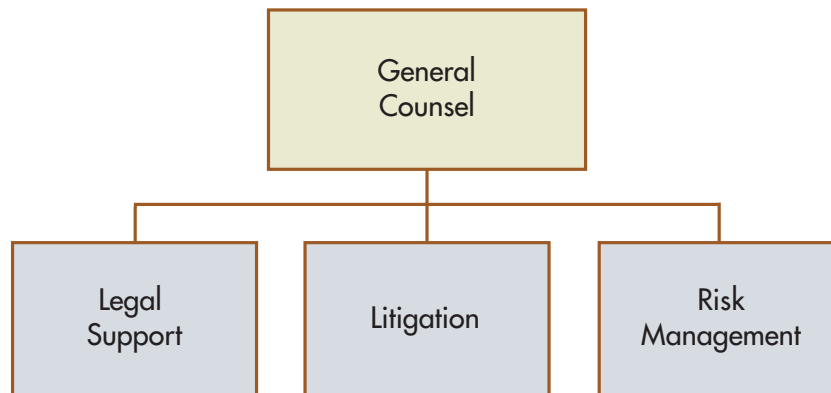 General
Counsel
Legal
Support
Litigation
Risk
Management